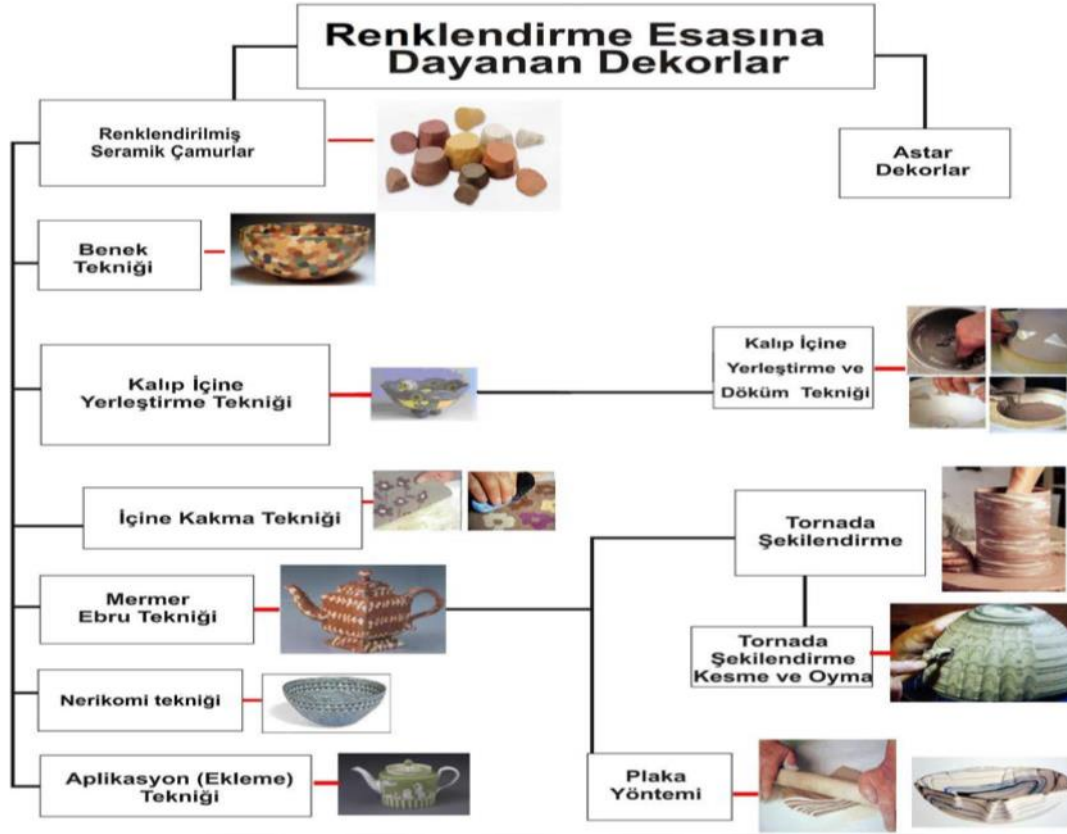 Renklendirme Esasına
Dayanan Dekorlar
Renklendirilmiş
Seramik Çamurlar
Astar
Dekorlar
Benek
Tekniği
Kalıp İçine
Yerleştirme Tekniği
Kalıp İçine
Yerleştirme ve
Döküm Tekniği
İçine Kakma Tekniği
Tornada
Şekilendirme
Mermer
Ebru Tekniği
Tornada
Şekilendirme
Kesme ve Oyma
Nerikomi tekniği
Aplikasyon (Ekleme)
Tekniği
Plaka
Yöntemi